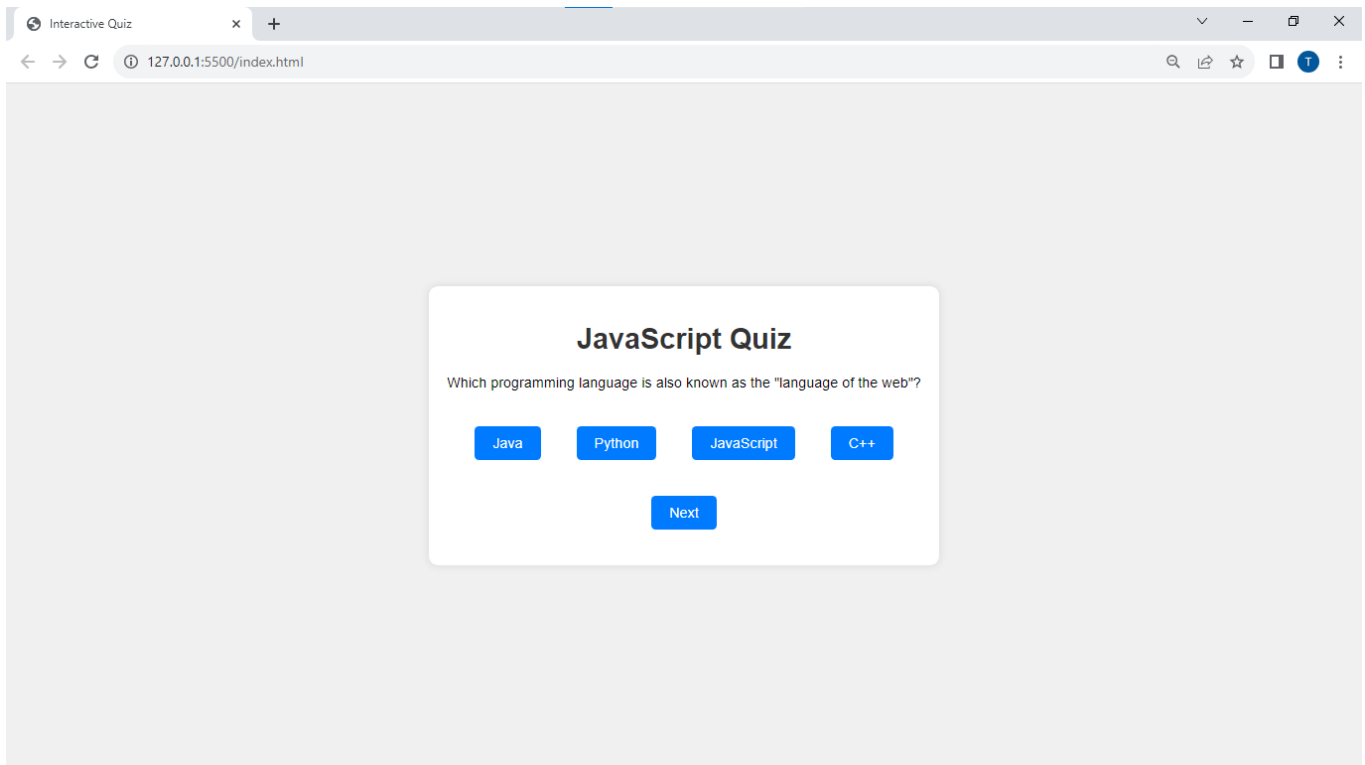 Interactive Quiz
127.0.0.1:5500/index.html
T
JavaScript Quiz
Which programming language is also known as the "language of the web"?
Java Python JavaScript C++
Next